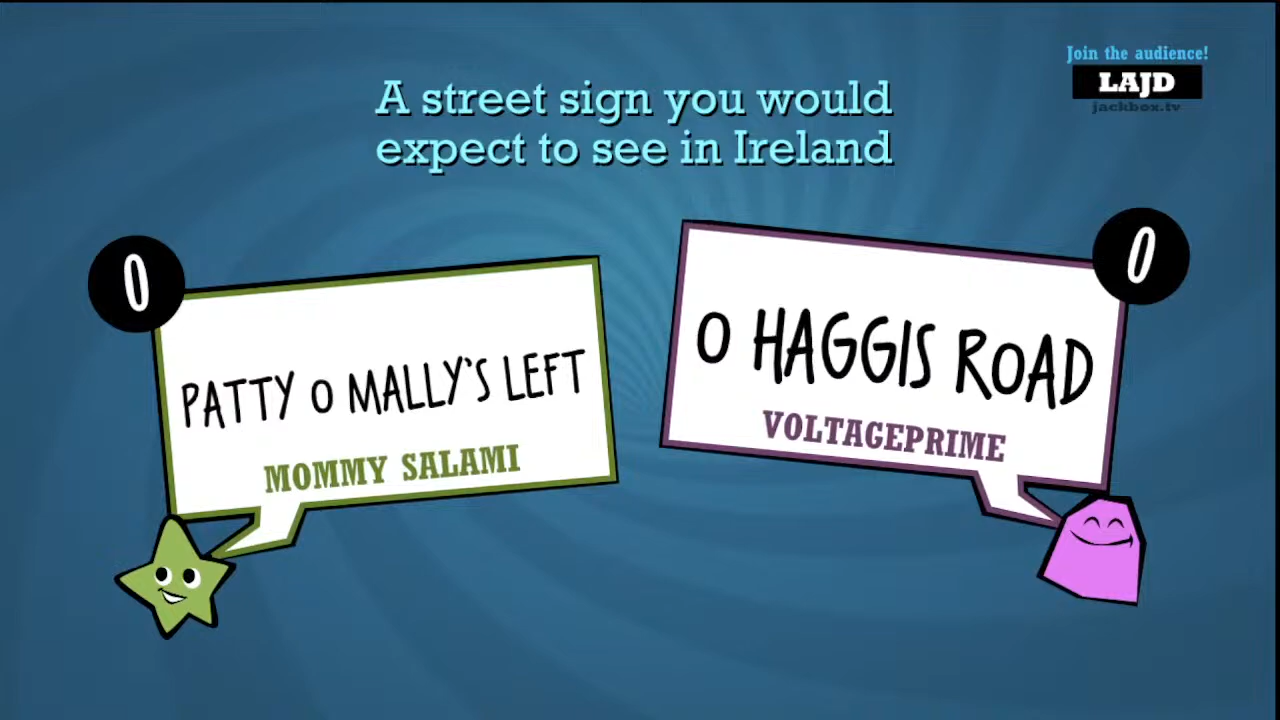 Join the audience!
LAJD
jackbox.tv
A street sign you would
expect to see in Ireland
0
0
PATTY O MALLY'S LEFT
MOMMY SALAMI
O HAGGIS ROAD
VOLTAGEPRIME